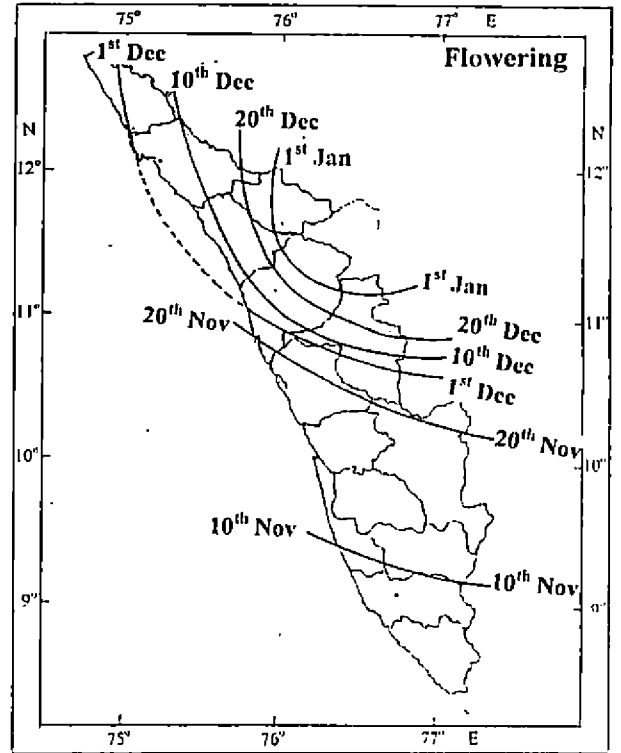 75° 76° 77° E
Flowering
1st Dec
10th Dec
20th Dec
1st Jan
N N
12° 12°
1st Jan
11° 11°
20th Nov
20th Dec
10th Dec
1st Dec
20th Nov
10° 10°
10th Nov
10th Nov
9° 9°
75° 76° 77° E